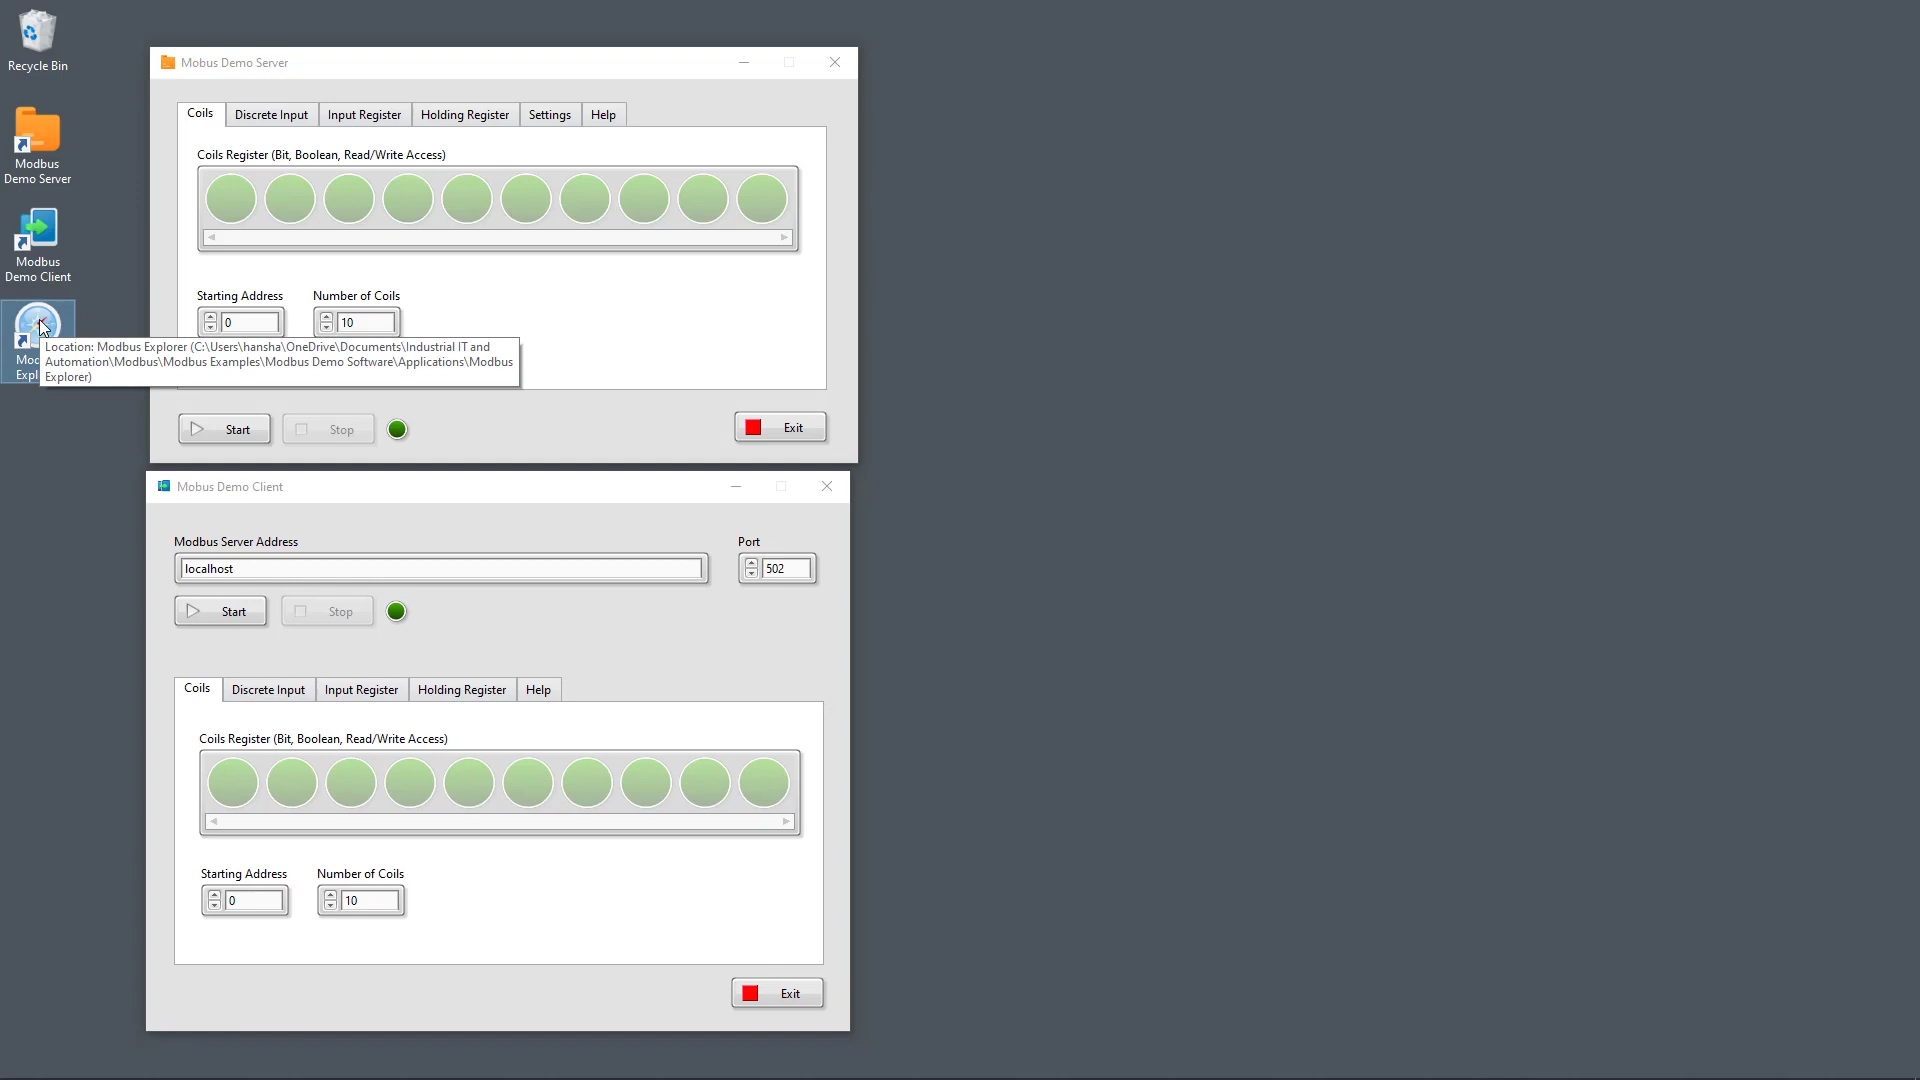 Recycle Bin
Modbus
Demo Server
Modbus
Demo Client
Mod
Expl
Location: Modbus Explorer (C:\Users\hansha\OneDrive\Documents\Industrial IT and
Automation\Modbus\Modbus Examples\Modbus Demo Software\Applications\Modbus
Explorer)
Mobus Demo Server
Coils
Discrete Input
Input Register
Holding Register
Settings
Help
Coils Register (Bit, Boolean, Read/Write Access)
Starting Address
Number of Coils
0
10
Start
Stop
Exit
Mobus Demo Client
Modbus Server Address
Port
localhost
502
Start
Stop
Coils
Discrete Input
Input Register
Holding Register
Help
Coils Register (Bit, Boolean, Read/Write Access)
Starting Address
Number of Coils
0
10
Exit